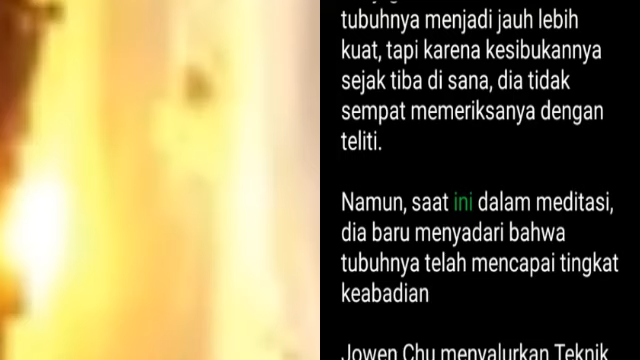 tubuhnya menjadi jauh lebih
kuat, tapi karena kesibukannya
sejak tiba di sana, dia tidak
sempat memeriksanya dengan
teliti.
Namun, saat ini dalam meditasi,
dia baru menyadari bahwa
tubuhnya telah mencapai tingkat
keabadian
Jowen Chu menyalurkan Teknik